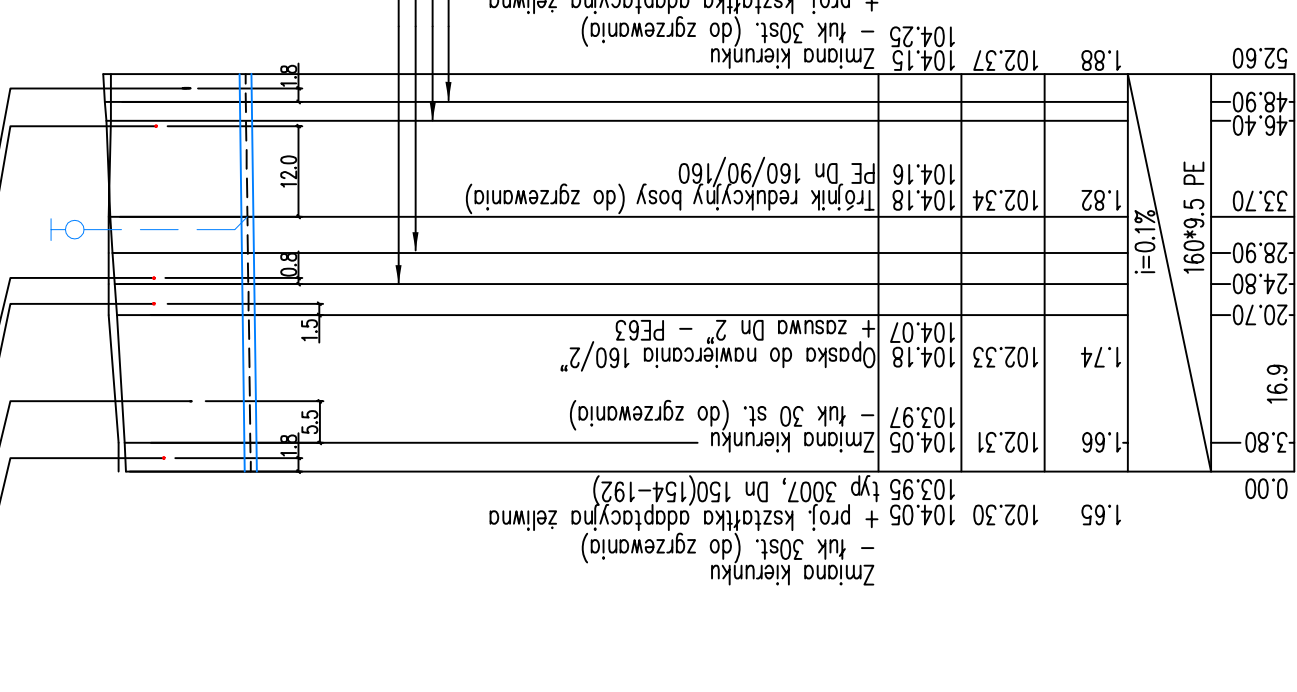 + proj. kształtka adaptacyjna żeliwna
– łuk 30st. (do zgrzewania)
Zmiana kierunku
104.25
104.15
102.37
1.88
52.60
48.90
46.40
1.8
12.0
PE Dn 160/90/160
Trójnik redukcyjny bosy (do zgrzewania)
104.16
104.18
102.34
1.82
33.70
i=0.1%
160*9.5 PE
28.90
24.80
20.70
0.8
1.5
+ zasuwa Dn 2" – PE63
Opaska do nawiercania 160/2"
104.07
104.18
102.33
1.74
16.9
– łuk 30 st. (do zgrzewania)
Zmiana kierunku
103.97
104.05
102.31
1.66
3.80
5.5
1.8
0.00
typ 3007, Dn 150(154–192)
103.95
+ proj. kształtka adaptacyjna żeliwna
104.05
102.30
1.65
– łuk 30st. (do zgrzewania)
Zmiana kierunku